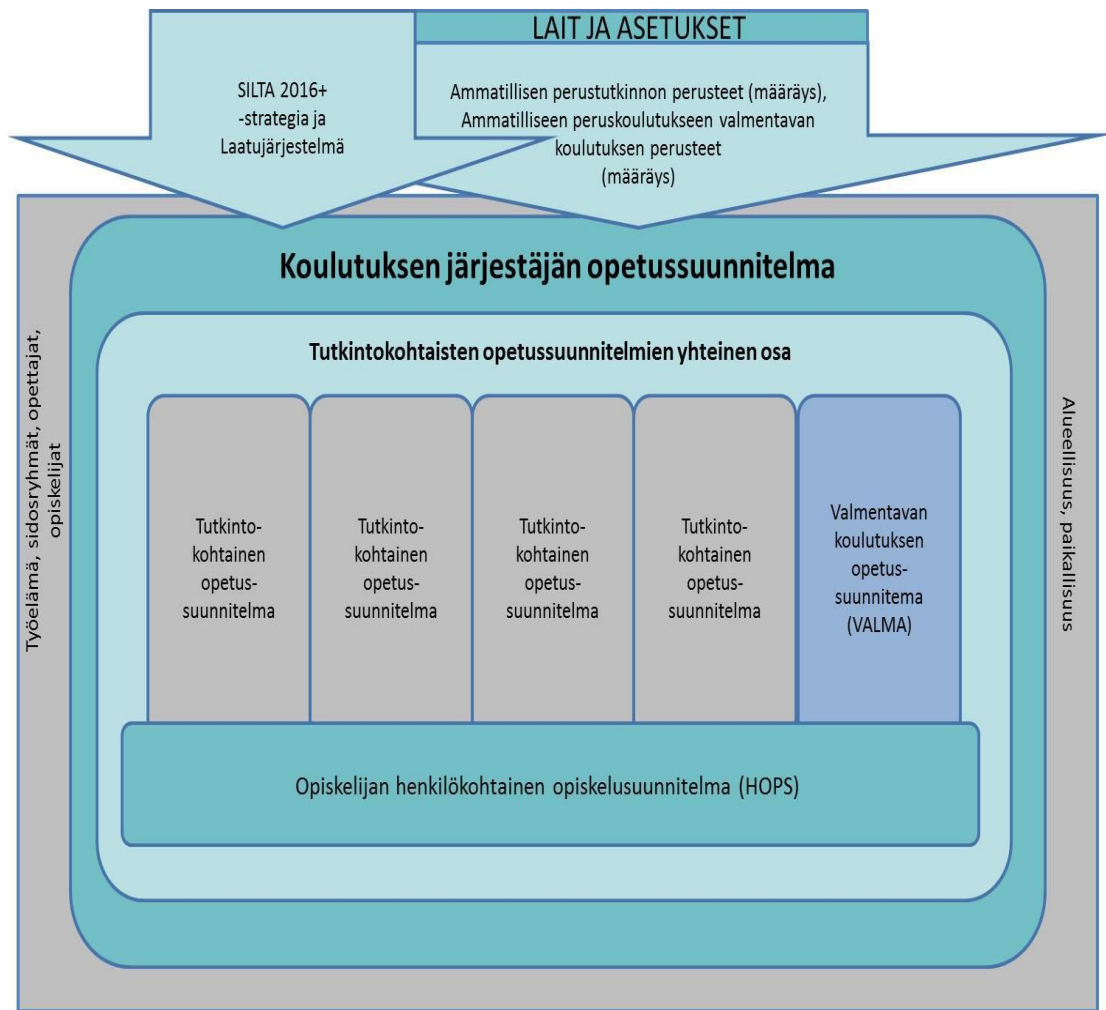 LAIT JA ASETUKSET
SILTA 2016+
-strategia ja
Laatujärjestelmä
Ammatillisen perustutkinnon perusteet (määräys),
Ammatilliseen peruskoulutukseen valmentavan
koulutuksen perusteet
(määräys)
Koulutuksen järjestäjän opetussuunnitelma
Tutkintokohtaisten opetussuunnitelmien yhteinen osa
Työelämä, sidosryhmät, opettajat,
opiskelijat
Tutkinto-
kohtainen
opetus-
suunnitelma
Tutkinto-
kohtainen
opetus-
suunnitelma
Tutkinto-
kohtainen
opetus-
suunnitelma
Tutkinto-
kohtainen
opetus-
suunnitelma
Valmentavan
koulutuksen
opetus-
suunnitema
(VALMA)
Alueellisuus, paikallisuus
Opiskelijan henkilökohtainen opiskelusuunnitelma (HOPS)